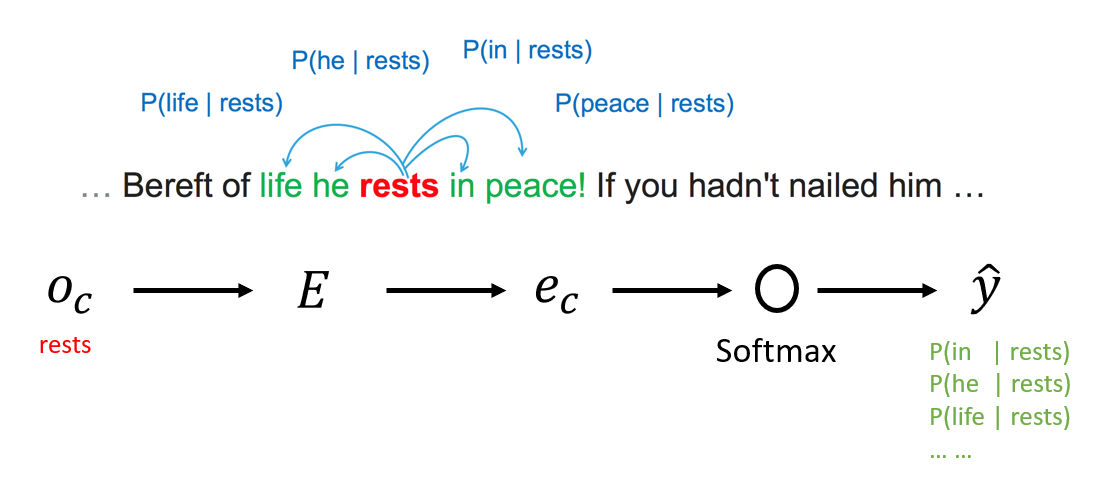 P(he | rests) P(in | rests)
P(life | rests) P(peace | rests)
… Bereft of life he rests in peace! If you hadn't nailed him …
o_c E e_c ŷ
rests Softmax
P(in | rests)
P(he | rests)
P(life | rests)
… …